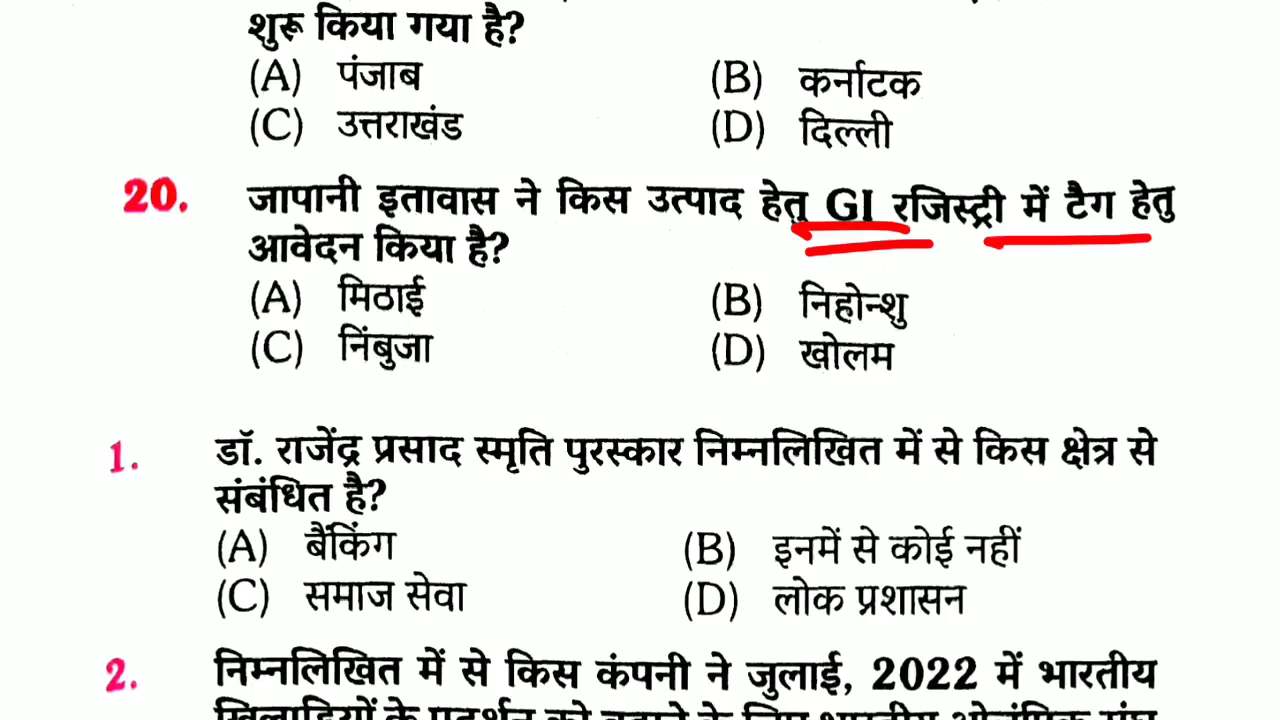 शुरू किया गया है?
(A) पंजाब (B) कर्नाटक
(C) उत्तराखंड (D) दिल्ली
20. जापानी इतावास ने किस उत्पाद हेतु GI रजिस्ट्री में टैग हेतु
आवेदन किया है?
(A) मिठाई (B) निहोन्शु
(C) निंबुजा (D) खोलम
1. डॉ. राजेंद्र प्रसाद स्मृति पुरस्कार निम्नलिखित में से किस क्षेत्र से
संबंधित है?
(A) बैंकिंग (B) इनमें से कोई नहीं
(C) समाज सेवा (D) लोक प्रशासन
2. निम्नलिखित में से किस कंपनी ने जुलाई, 2022 में भारतीय